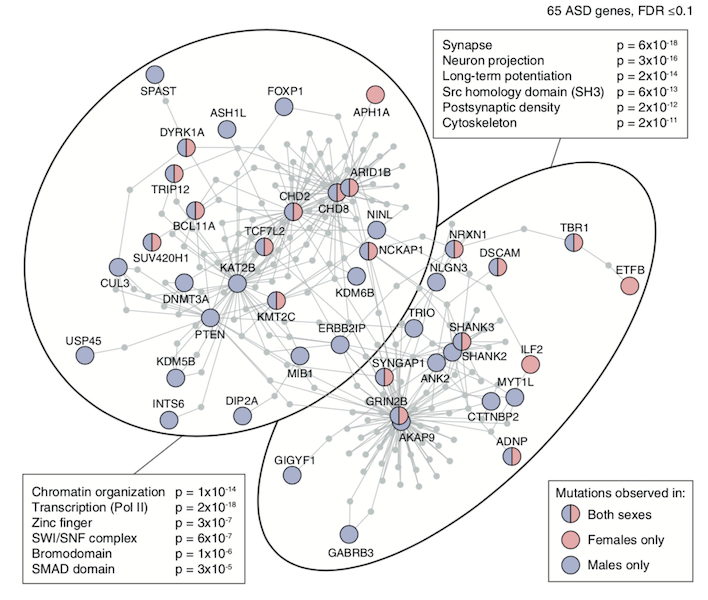 65 ASD genes, FDR ≤0.1
Synapse p = 6x10-18
Neuron projection p = 3x10-16
Long-term potentiation p = 2x10-14
Src homology domain (SH3) p = 6x10-13
Postsynaptic density p = 2x10-12
Cytoskeleton p = 2x10-11
SPAST
FOXP1
APH1A
ASH1L
DYRK1A
TRIP12
ARID1B
CHD2
CHD8
BCL11A
NINL
TCF7L2
NRXN1
TBR1
SUV420H1
NCKAP1
DSCAM
KAT2B
NLGN3
ETFB
CUL3
DNMT3A
KDM6B
KMT2C
TRIO
PTEN
ERBB2IP
SHANK3
USP45
SHANK2
ILF2
KDM5B
MIB1
SYNGAP1
ANK2
MYT1L
INTS6
DIP2A
GRIN2B
CTTNBP2
AKAP9
ADNP
GIGYF1
GABRB3
Chromatin organization p = 1x10-14
Transcription (Pol II) p = 2x10-18
Zinc finger p = 3x10-7
SWI/SNF complex p = 6x10-7
Bromodomain p = 1x10-6
SMAD domain p = 3x10-5
Mutations observed in:
Both sexes
Females only
Males only